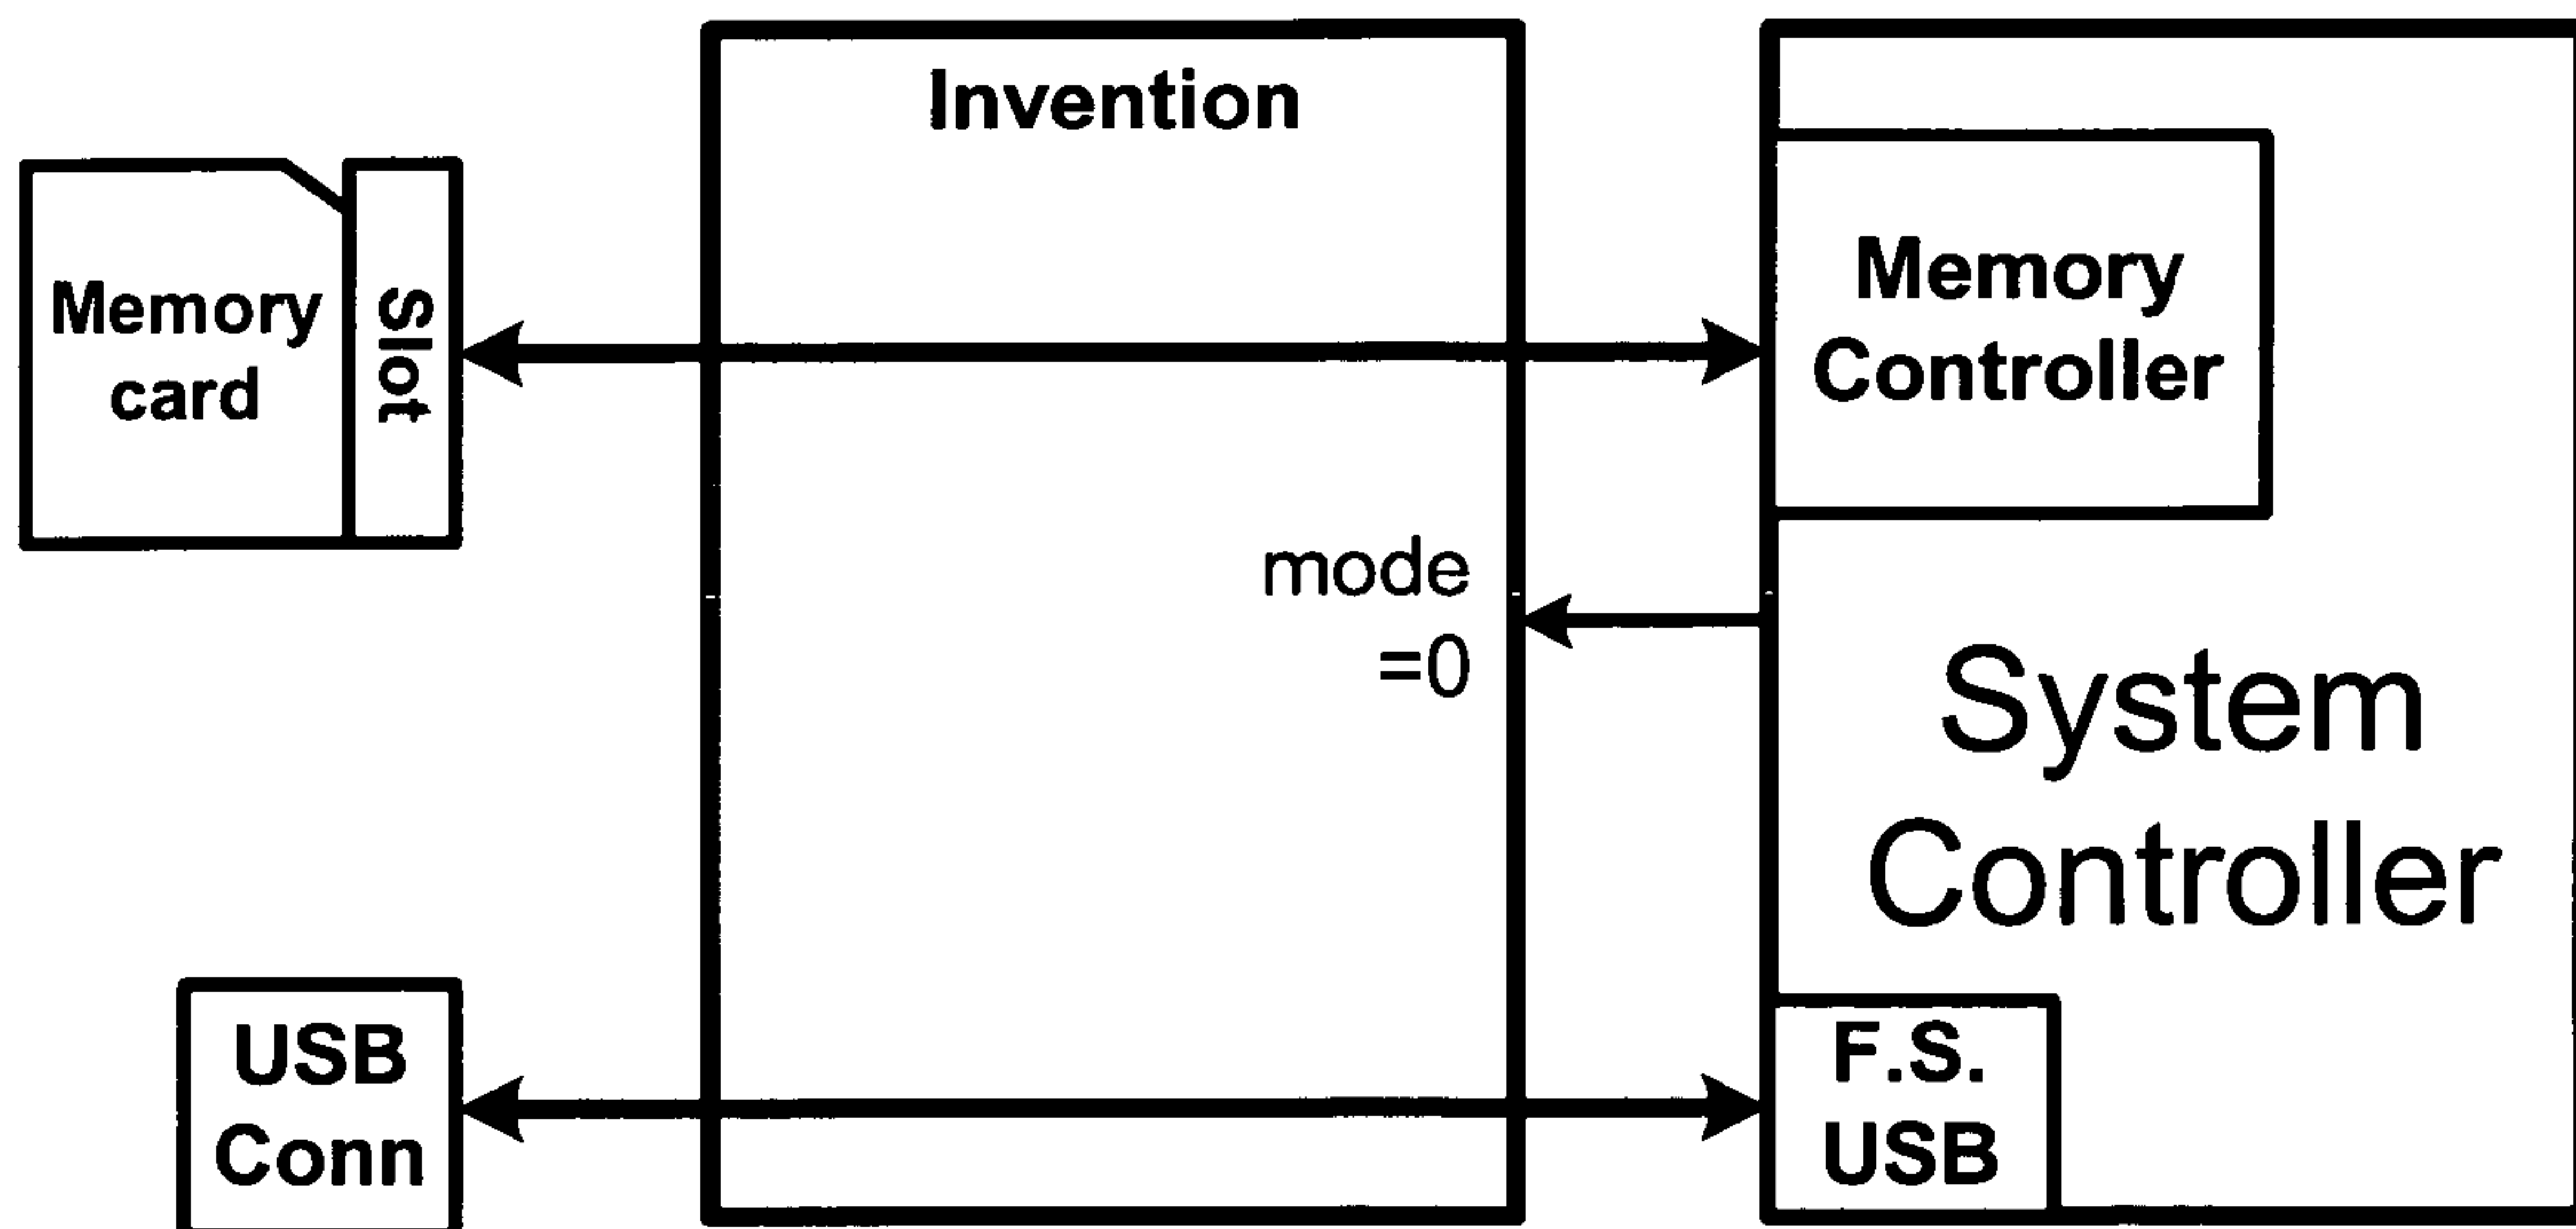 Invention
Memory
card
Slot
Memory
Controller
mode
=0
System
Controller
USB
Conn
F.S.
USB